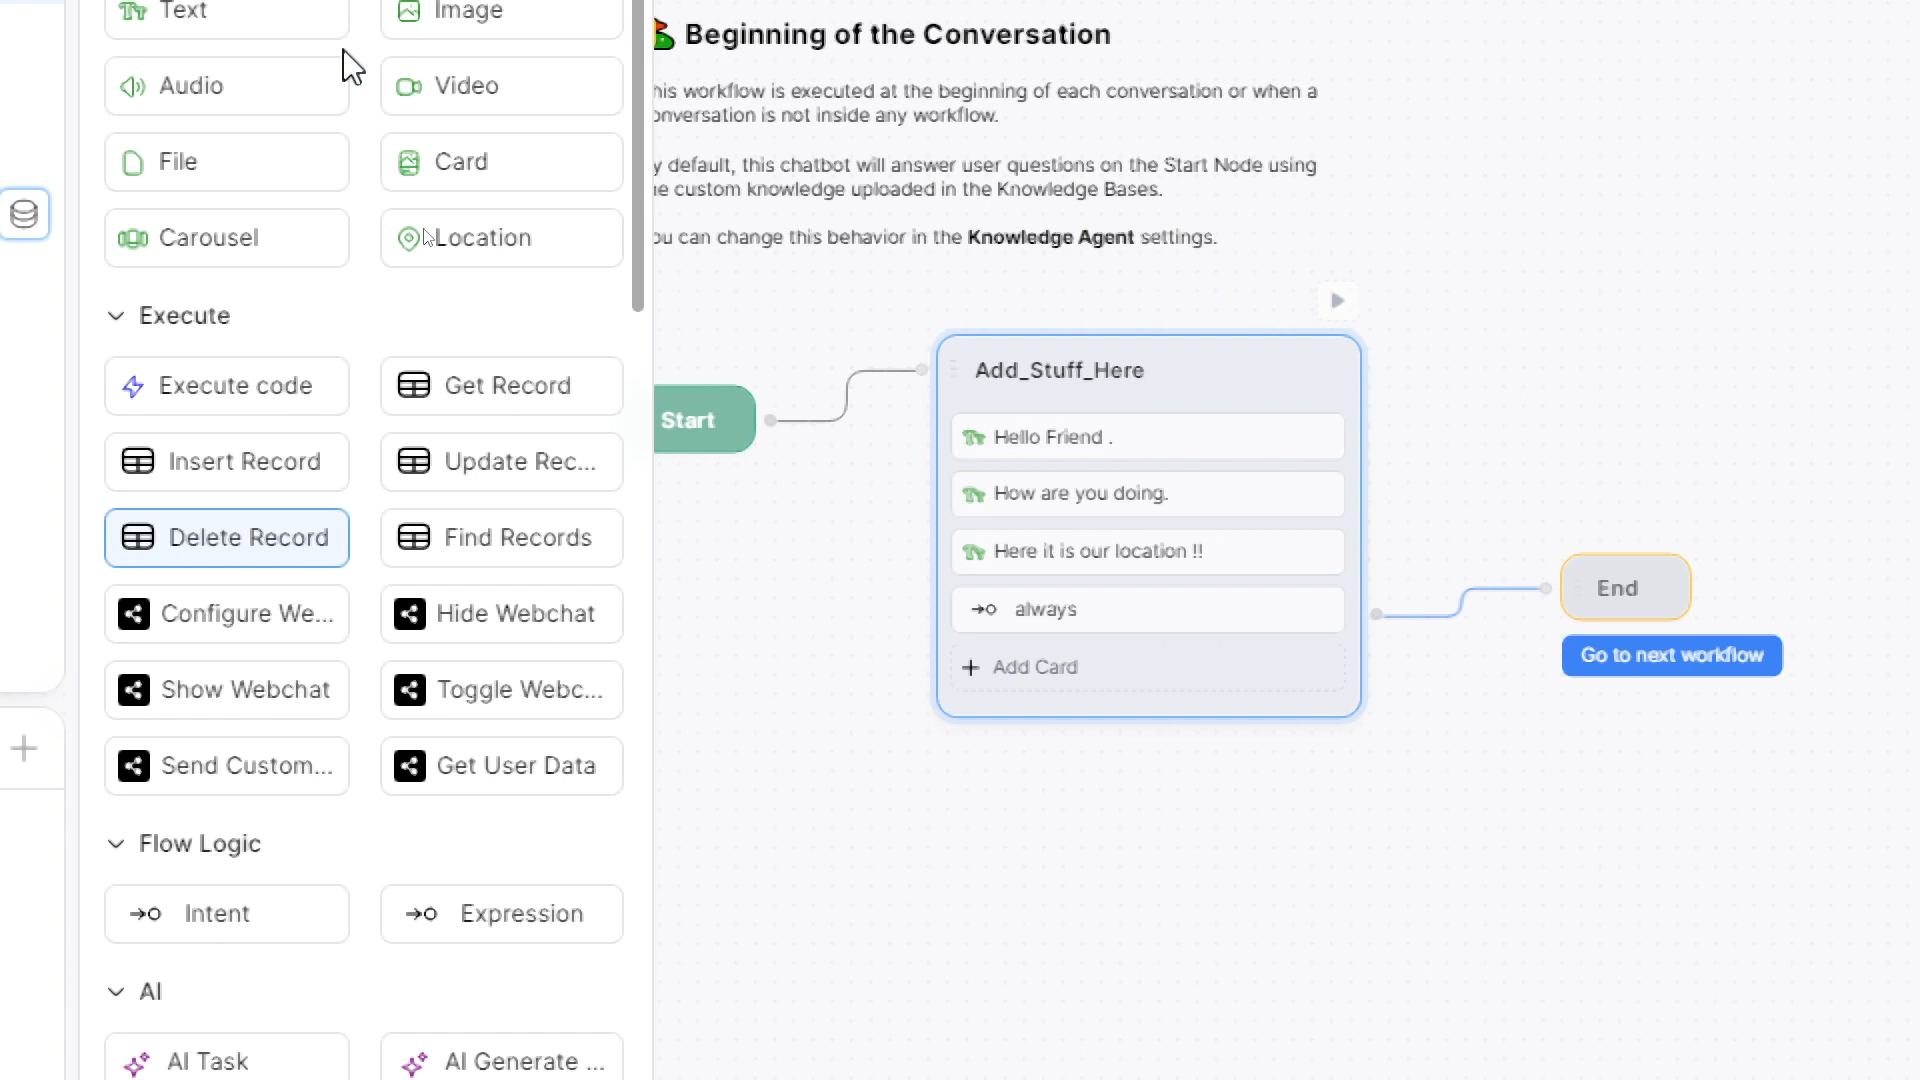 Text
Image
Audio
Video
File
Card
Carousel
Location
Execute
Execute code
Get Record
Insert Record
Update Rec...
Delete Record
Find Records
Configure We...
Hide Webchat
Show Webchat
Toggle Webc...
Send Custom...
Get User Data
Flow Logic
Intent
Expression
AI
AI Task
AI Generate ...
Beginning of the Conversation
his workflow is executed at the beginning of each conversation or when a
onversation is not inside any workflow.
y default, this chatbot will answer user questions on the Start Node using
e custom knowledge uploaded in the Knowledge Bases.
ou can change this behavior in the Knowledge Agent settings.
Start
Add_Stuff_Here
Hello Friend .
How are you doing.
Here it is our location !!
always
Add Card
End
Go to next workflow